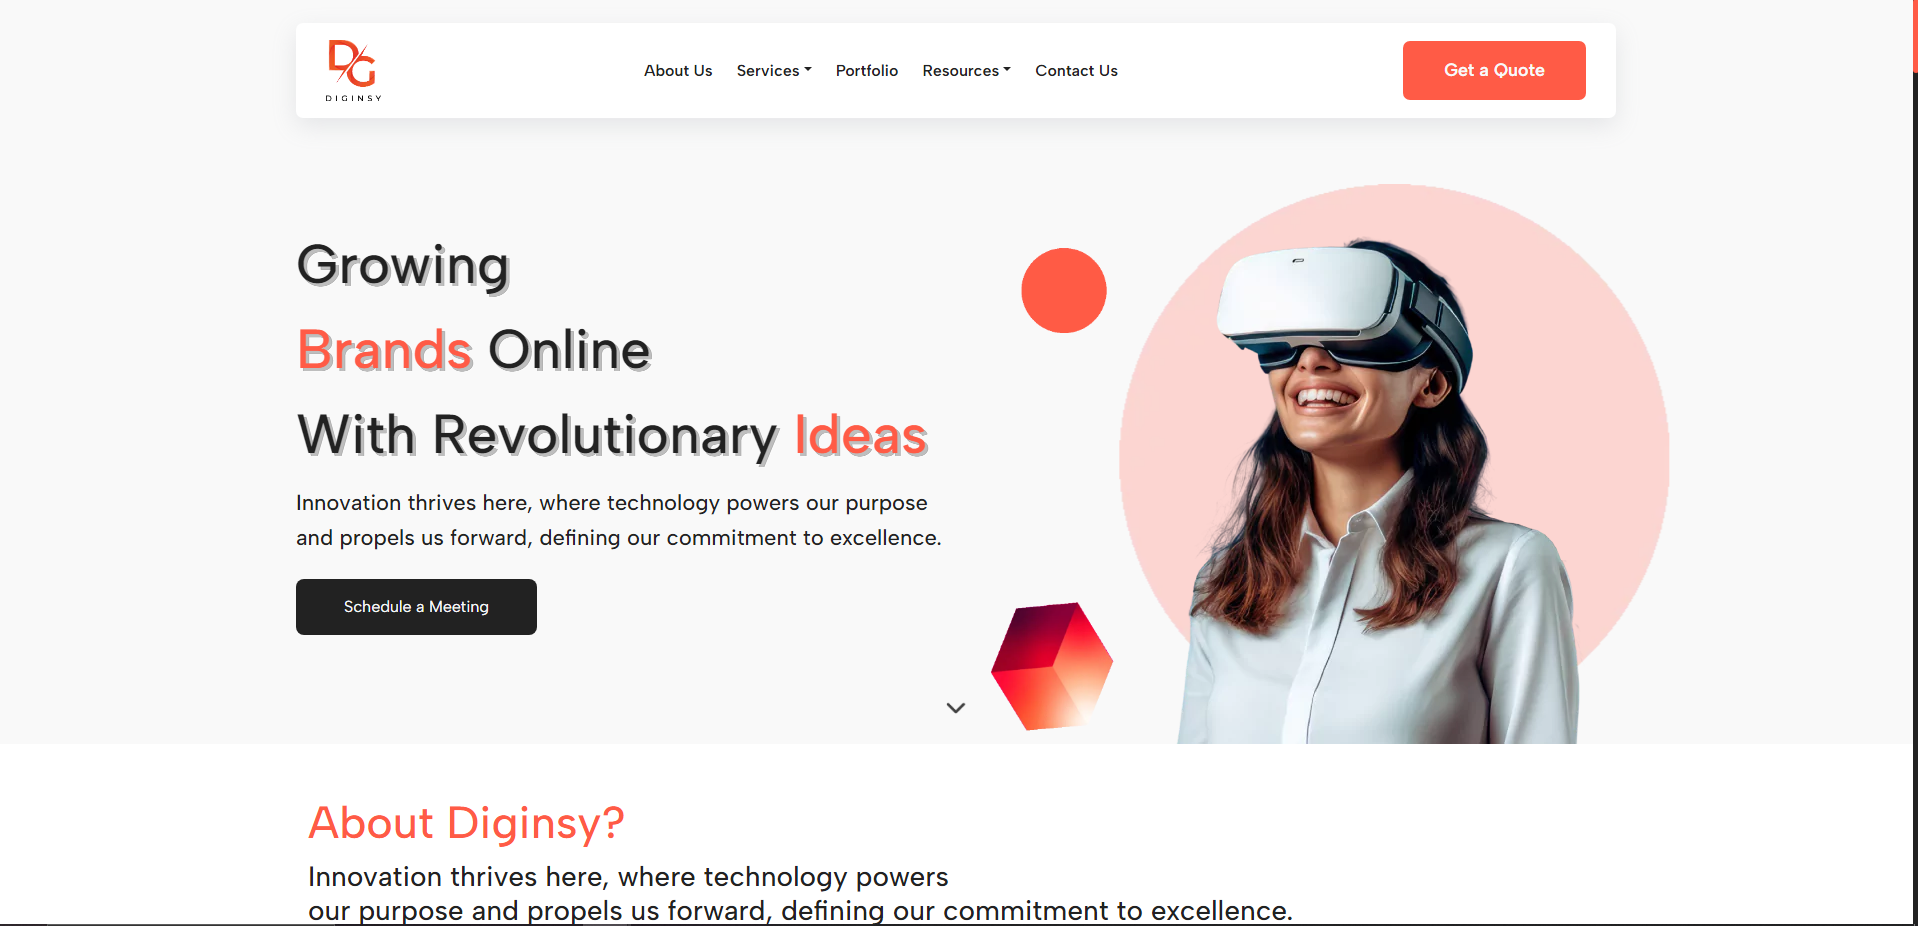 DG
DIGINSY
About Us
Services
Portfolio
Resources
Contact Us
Get a Quote
Growing
Brands Online
With Revolutionary Ideas
Innovation thrives here, where technology powers our purpose
and propels us forward, defining our commitment to excellence.
Schedule a Meeting
About Diginsy?
Innovation thrives here, where technology powers
our purpose and propels us forward, defining our commitment to excellence.